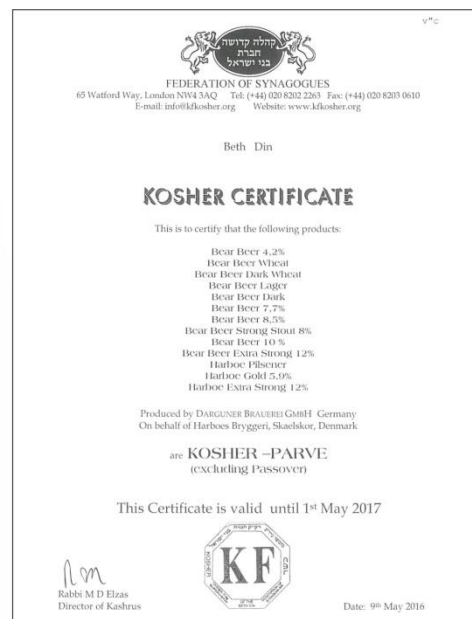 ע"ב
קהלה קדושה
חברת
בני ישראל
FEDERATION OF SYNAGOGUES
65 Watford Way, London NW4 3AQ Tel: (+44) 020 8202 2263 Fax: (+44) 020 8203 0610
E-mail: info@kfkosher.org Website: www.kfkosher.org
Beth Din
KOSHER CERTIFICATE
This is to certify that the following products:
Bear Beer 4,2%
Bear Beer Wheat
Bear Beer Dark Wheat
Bear Beer Lager
Bear Beer Dark
Bear Beer 7,7%
Bear Beer 8,5%
Bear Beer Strong Stout 8%
Bear Beer 10 %
Bear Beer Extra Strong 12%
Harboe Pilsener
Harboe Gold 5,9%
Harboe Extra Strong 12%
Produced by DARGUNER BRAUEREI GMBH Germany
On behalf of Harboes Bryggeri, Skaelskor, Denmark
are KOSHER –PARVE
(excluding Passover)
This Certificate is valid until 1st May 2017
KF
Rabbi M D Elzas
Director of Kashrus
Date: 9th May 2016